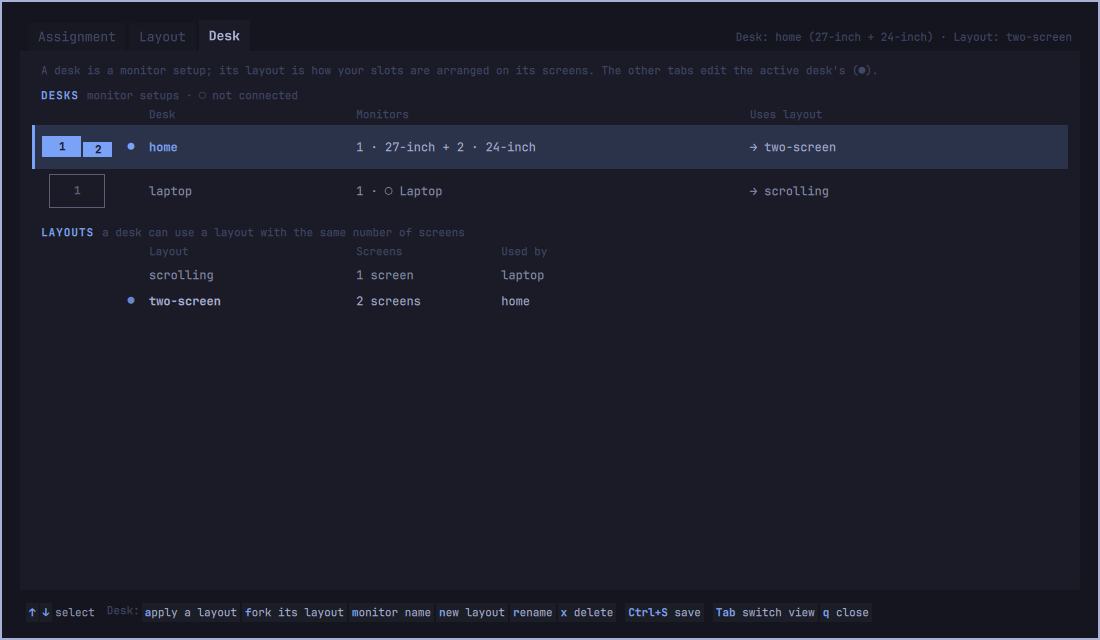 Assignment Layout Desk Desk: home (27-inch + 24-inch) · Layout: two-screen
A desk is a monitor setup; its layout is how your slots are arranged on its screens. The other tabs edit the active desk's (●).
DESKS monitor setups · ○ not connected
Desk Monitors Uses layout
1 2 ● home 1 · 27-inch + 2 · 24-inch → two-screen
1 laptop 1 · ○ Laptop → scrolling
LAYOUTS a desk can use a layout with the same number of screens
Layout Screens Used by
scrolling 1 screen laptop
● two-screen 2 screens home
↑ ↓ select Desk: apply a layout fork its layout monitor name new layout rename x delete Ctrl+S save Tab switch view q close